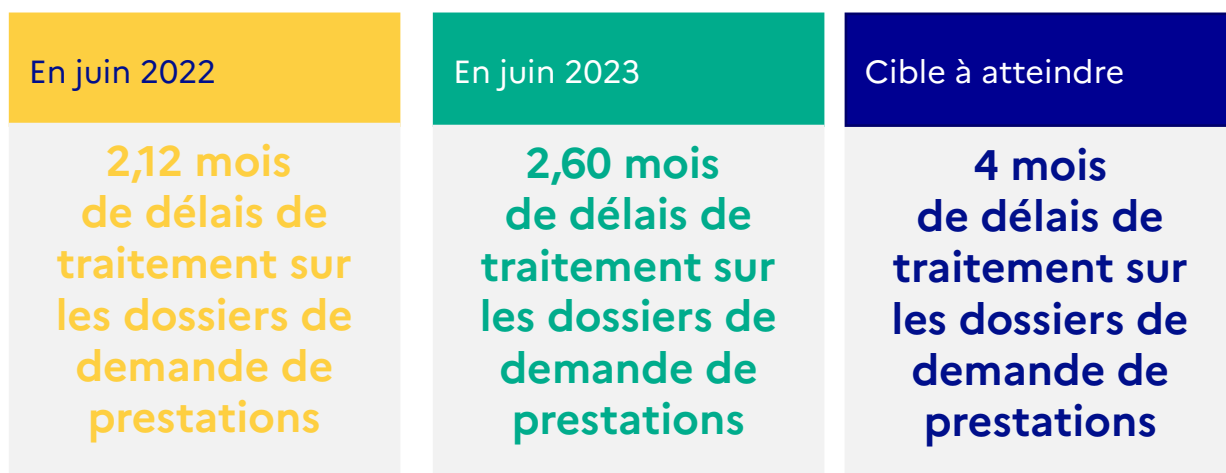 En juin 2022
2,12 mois
de délais de
traitement sur
les dossiers de
demande de
prestations
En juin 2023
2,60 mois
de délais de
traitement sur
les dossiers de
demande de
prestations
Cible à atteindre
4 mois
de délais de
traitement sur
les dossiers de
demande de
prestations